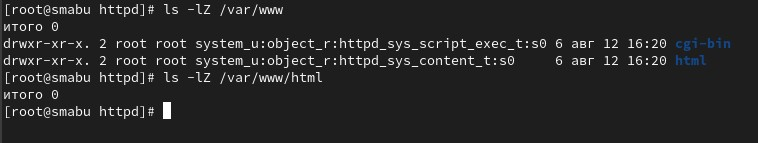 [root@smabu httpd]# ls -lZ /var/www
итого 0
drwxr-xr-x. 2 root root system_u:object_r:httpd_sys_script_exec_t:s0 6 авг 12 16:20 cgi-bin
drwxr-xr-x. 2 root root system_u:object_r:httpd_sys_content_t:s0     6 авг 12 16:20 html
[root@smabu httpd]# ls -lZ /var/www/html
итого 0
[root@smabu httpd]#